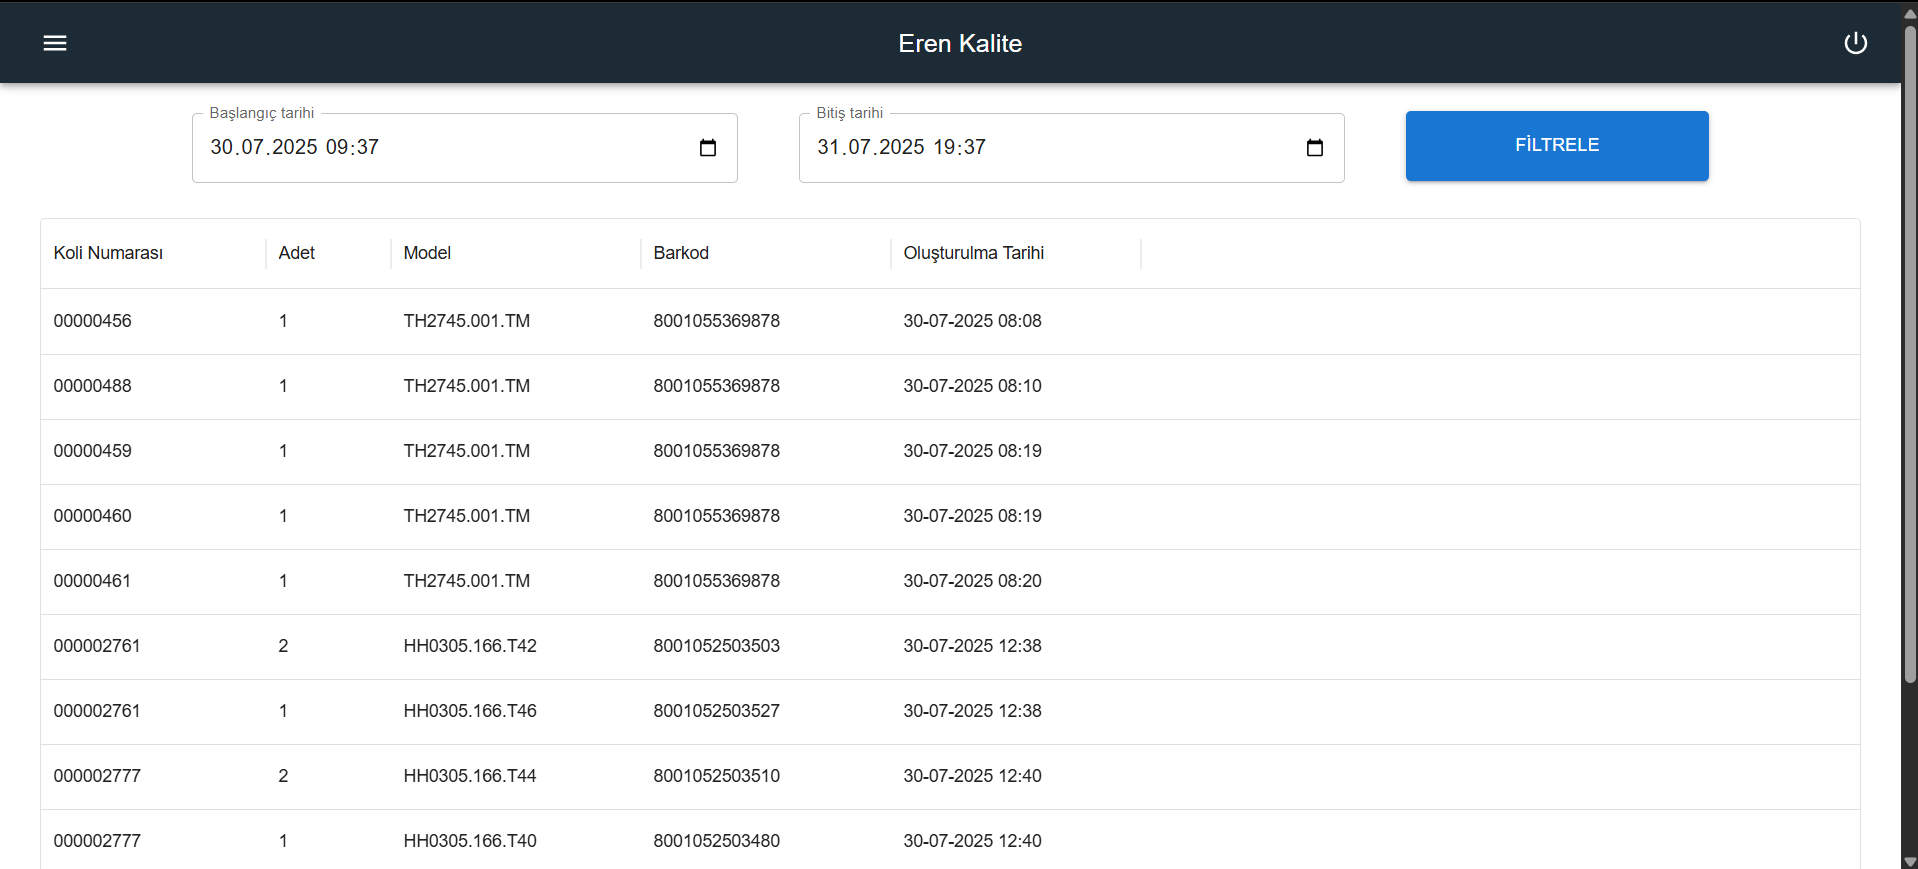 Eren Kalite
Başlangıç tarihi Bitiş tarihi
30.07.2025 09:37 31.07.2025 19:37 FİLTRELE
Koli Numarası Adet Model Barkod Oluşturulma Tarihi
00000456 1 TH2745.001.TM 8001055369878 30-07-2025 08:08
00000488 1 TH2745.001.TM 8001055369878 30-07-2025 08:10
00000459 1 TH2745.001.TM 8001055369878 30-07-2025 08:19
00000460 1 TH2745.001.TM 8001055369878 30-07-2025 08:19
00000461 1 TH2745.001.TM 8001055369878 30-07-2025 08:20
000002761 2 HH0305.166.T42 8001052503503 30-07-2025 12:38
000002761 1 HH0305.166.T46 8001052503527 30-07-2025 12:38
000002777 2 HH0305.166.T44 8001052503510 30-07-2025 12:40
000002777 1 HH0305.166.T40 8001052503480 30-07-2025 12:40